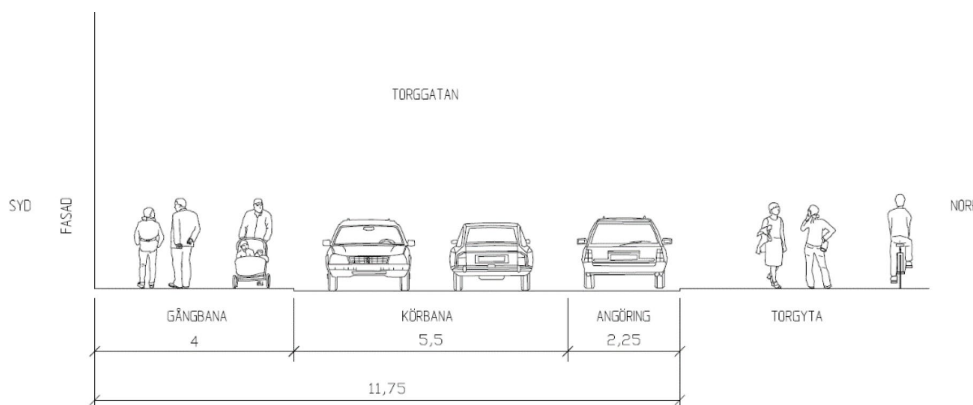 TORGGATAN
SYD
FASAD
GÅNGBANA
KÖRBANA
ANGÖRING
TORGYTA
4
5,5
2,25
11,75